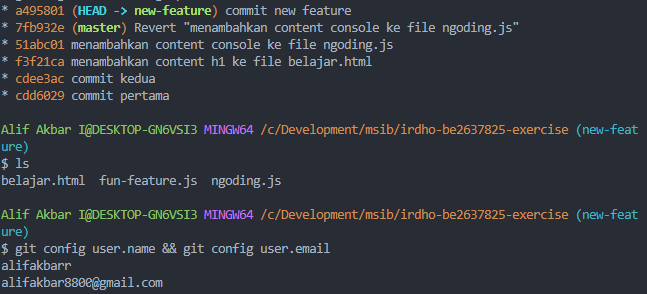 * a495801 (HEAD -> new-feature) commit new feature
* 7fb932e (master) Revert "menambahkan content console ke file ngoding.js"
* 51abc01 menambahkan content console ke file ngoding.js
* f3f21ca menambahkan content h1 ke file belajar.html
* cdee3ac commit kedua
* cdd6029 commit pertama
Alif Akbar I@DESKTOP-GN6VSI3 MINGW64 /c/Development/msib/irdho-be2637825-exercise (new-feat
ure)
$ ls
belajar.html  fun-feature.js  ngoding.js
Alif Akbar I@DESKTOP-GN6VSI3 MINGW64 /c/Development/msib/irdho-be2637825-exercise (new-feat
ure)
$ git config user.name && git config user.email
alifakbarr
alifakbar8800@gmail.com